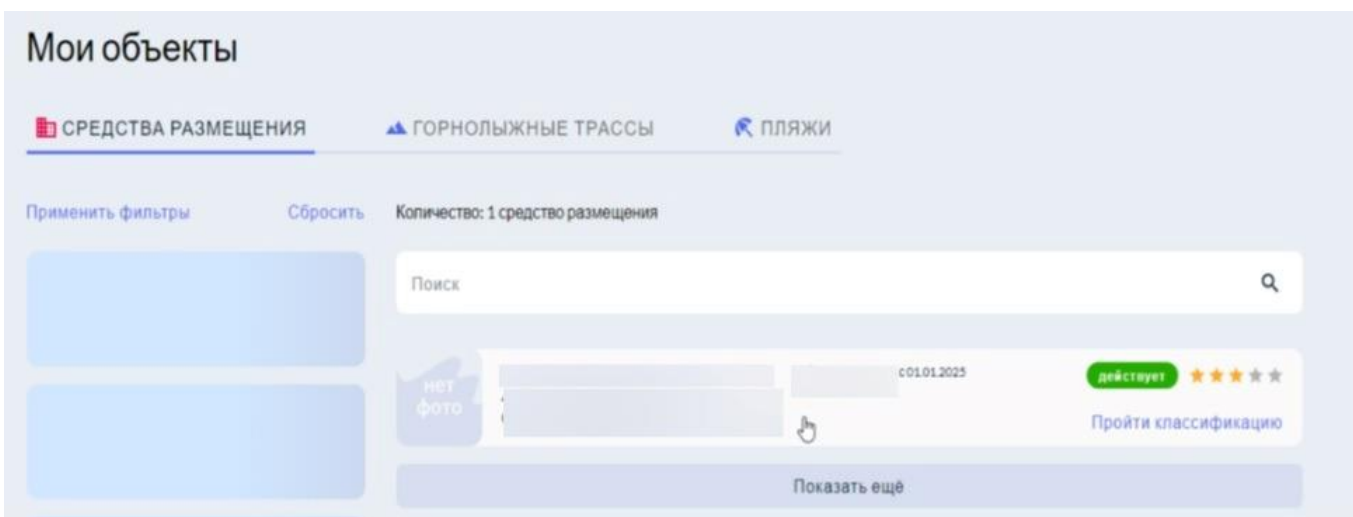 Мои объекты
СРЕДСТВА РАЗМЕЩЕНИЯ ГОРНОЛЫЖНЫЕ ТРАССЫ ПЛЯЖИ
Применить фильтры Сбросить Количество: 1 средство размещения
Поиск
нет
фото
с 01.01.2025 действует
Пройти классификацию
Показать ещё